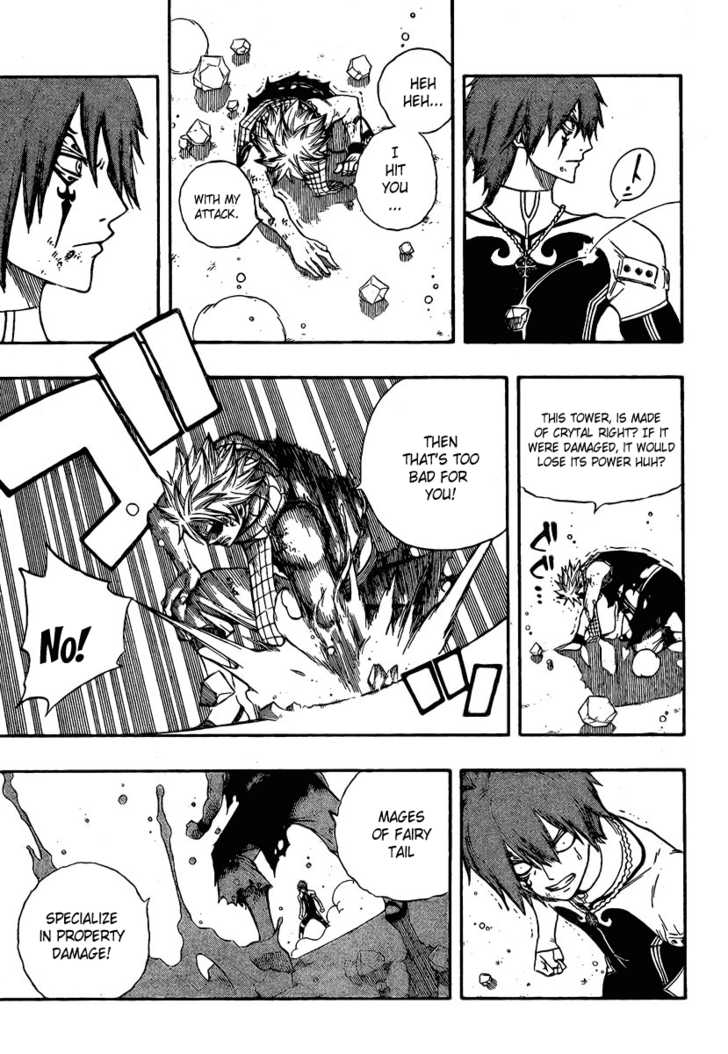 ト
HEH
HEH...
I
HIT
YOU
...
WITH MY
ATTACK.
THIS TOWER, IS MADE
OF CRYTAL RIGHT? IF IT
WERE DAMAGED, IT WOULD
LOSE ITS POWER HUH?
THEN
THAT'S TOO
BAD FOR
YOU!
NO!
MAGES
OF FAIRY
TAIL
SPECIALIZE
IN PROPERTY
DAMAGE!